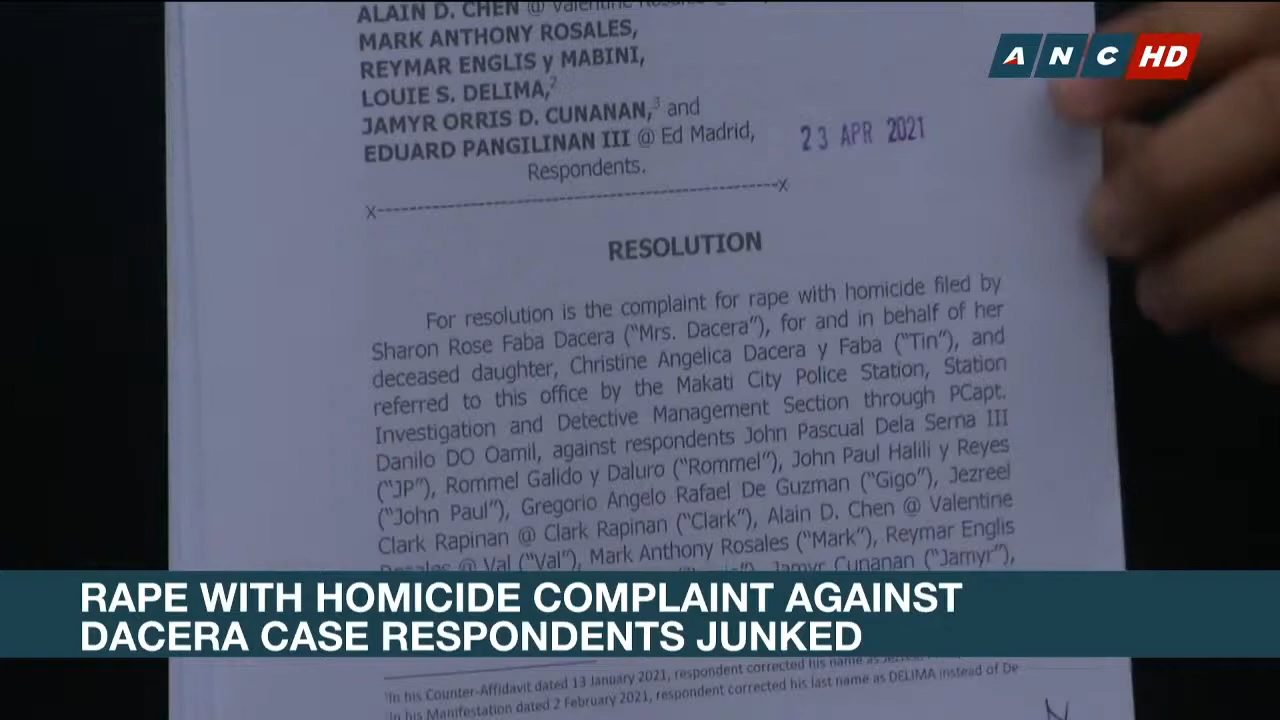 ALAIN D. CHEN @ Valentine Rosales @
MARK ANTHONY ROSALES,
REYMAR ENGLIS y MABINI,
LOUIE S. DELIMA,2
JAMYR ORRIS D. CUNANAN,3 and
EDUARD PANGILINAN III @ Ed Madrid,
Respondents.
23 APR 2021
ANC HD
X------------------------------------------------X
RESOLUTION
For resolution is the complaint for rape with homicide filed by
Sharon Rose Faba Dacera (“Mrs. Dacera”), for and in behalf of her
deceased daughter, Christine Angelica Dacera y Faba (“Tin”), and
referred to this office by the Makati City Police Station, Station
Investigation and Detective Management Section through PCapt.
Danilo DO Oamil, against respondents John Pascual Dela Serna III
(“JP”), Rommel Galido y Daluro (“Rommel”), John Paul Halili y Reyes
(“John Paul”), Gregorio Angelo Rafael De Guzman (“Gigo”), Jezreel
Clark Rapinan @ Clark Rapinan (“Clark”), Alain D. Chen @ Valentine
Rosales @ Val (“Val”), Mark Anthony Rosales (“Mark”), Reymar Englis
Jamyr Cunanan (“Jamyr”),
RAPE WITH HOMICIDE COMPLAINT AGAINST
DACERA CASE RESPONDENTS JUNKED
1In his Counter-Affidavit dated 13 January 2021, respondent corrected his name as
In his Manifestation dated 2 February 2021, respondent corrected his last name as DELIMA instead of De